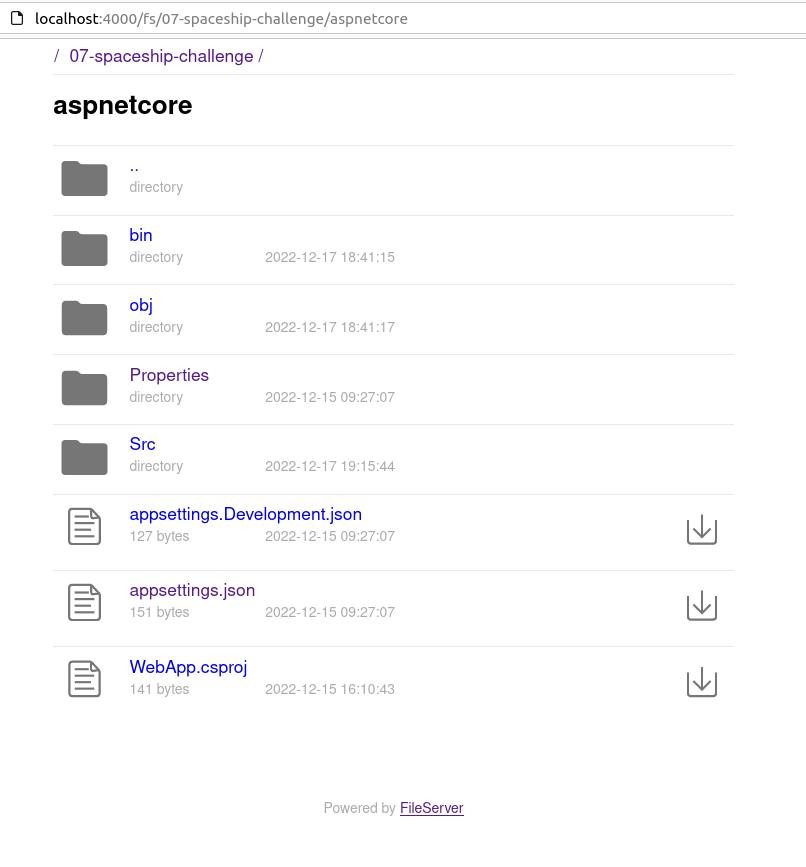 localhost:4000/fs/07-spaceship-challenge/aspnetcore
/ 07-spaceship-challenge /
aspnetcore
..
directory
bin
directory 2022-12-17 18:41:15
obj
directory 2022-12-17 18:41:17
Properties
directory 2022-12-15 09:27:07
Src
directory 2022-12-17 19:15:44
appsettings.Development.json
127 bytes 2022-12-15 09:27:07
appsettings.json
151 bytes 2022-12-15 09:27:07
WebApp.csproj
141 bytes 2022-12-15 16:10:43
Powered by FileServer